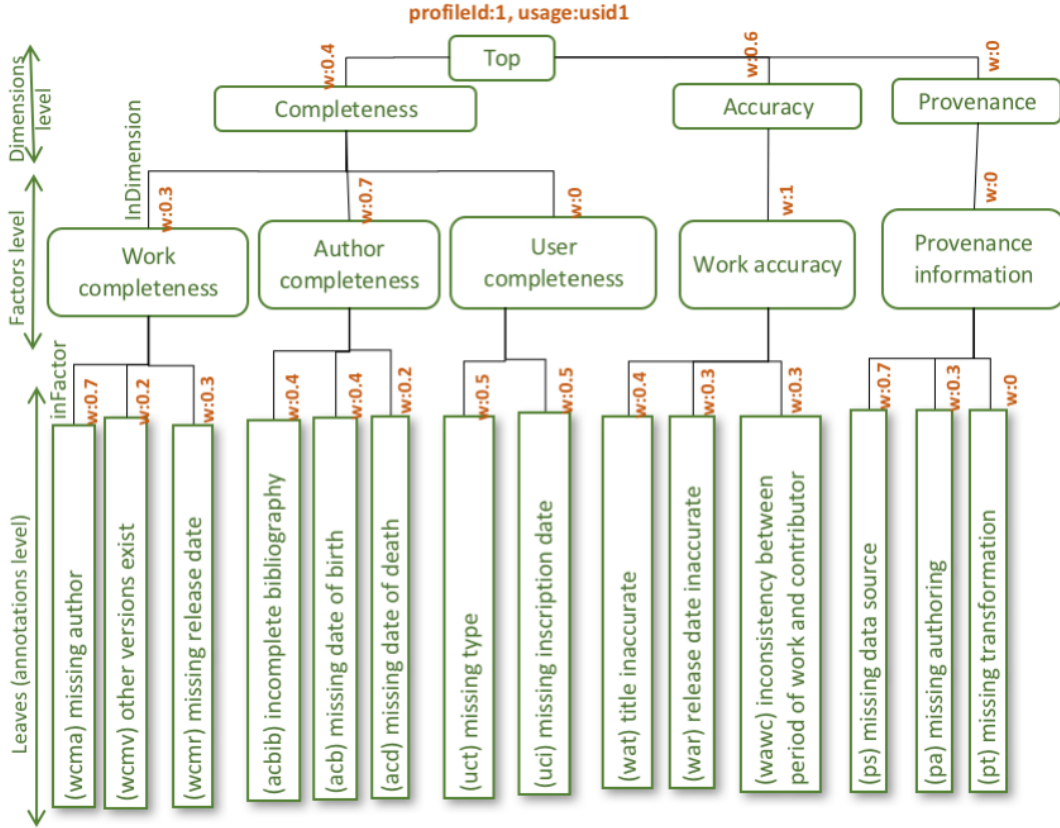 profileId:1, usage:usid1
Top
w:0.4
w:0.6
w:0
Dimensions
level
Completeness
Accuracy
Provenance
InDimension
w:0.3
w:0.7
w:0
w:1
w:0
Factors level
Work
completeness
Author
completeness
User
completeness
Work accuracy
Provenance
information
inFactor
w:0.7
w:0.2
w:0.3
w:0.4
w:0.4
w:0.2
w:0.5
w:0.5
w:0.4
w:0.3
w:0.3
w:0.7
w:0.3
w:0
Leaves (annotations level)
(wcma) missing author
(wcmv) other versions exist
(wcmr) missing release date
(acbib) incomplete bibliography
(acb) missing date of birth
(acd) missing date of death
(uct) missing type
(uci) missing inscription date
(wat) title inaccurate
(war) release date inaccurate
(wawc) inconsistency between
period of work and contributor
(ps) missing data source
(pa) missing authoring
(pt) missing transformation